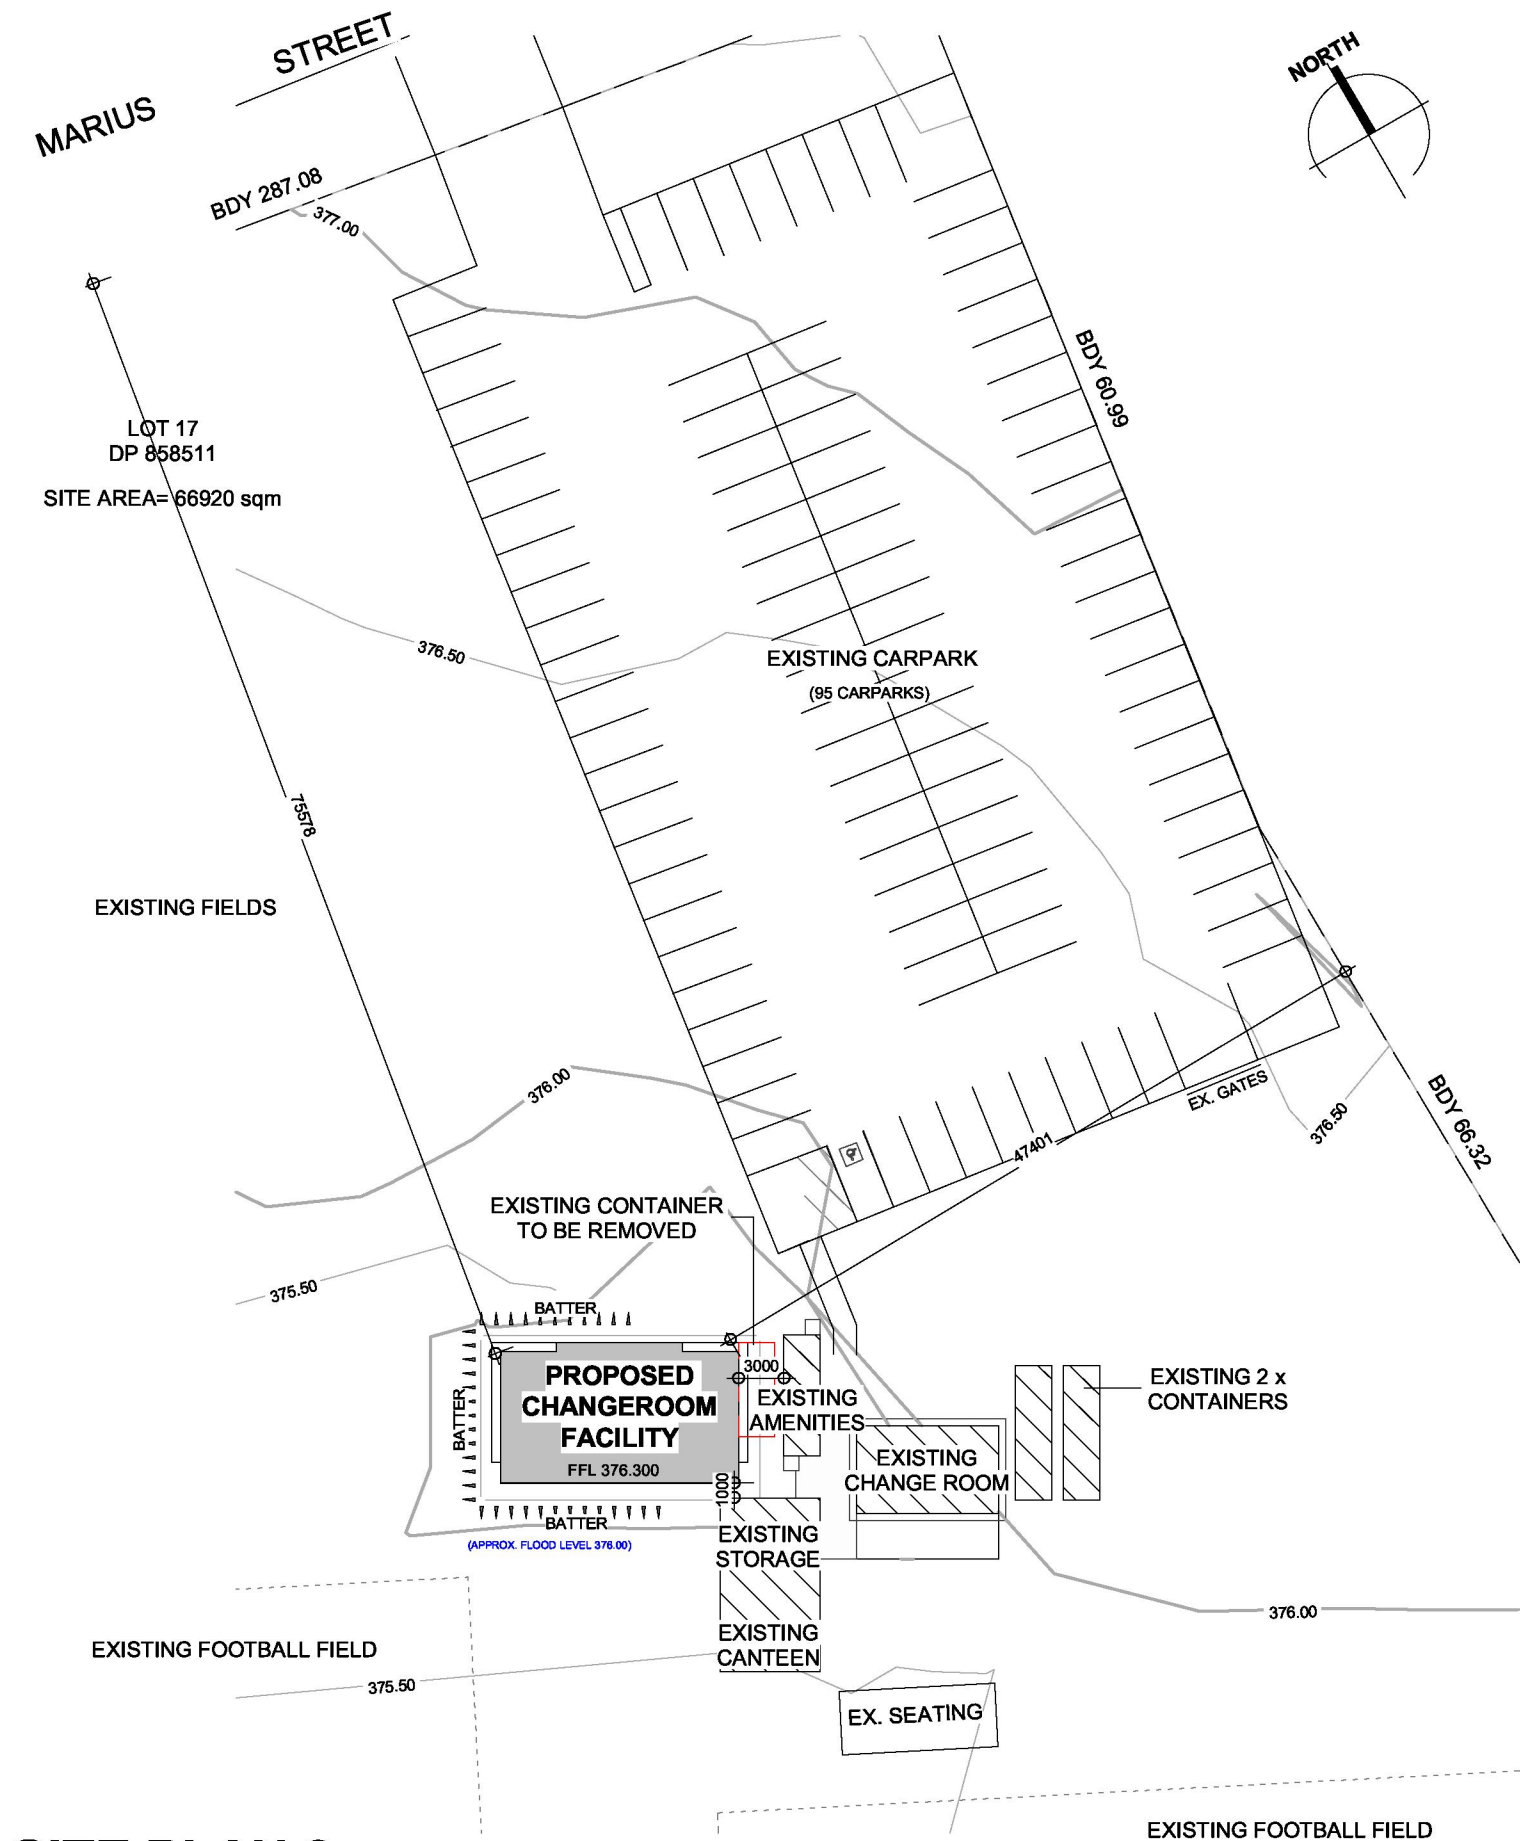 STREET
MARIUS
NORTH
BDY 287.08
377.00
BDY 60.99
LOT 17
DP 858511
SITE AREA= 66920 sqm
376.50
EXISTING CARPARK
(95 CARPARKS)
75578
EXISTING FIELDS
376.00
EX. GATES
47401
376.50
BDY 66.32
EXISTING CONTAINER
TO BE REMOVED
375.50
BATTER
PROPOSED
CHANGEROOM
FACILITY
FFL 376.300
BATTER
3000
EXISTING
AMENITIES
EXISTING 2 x
CONTAINERS
EXISTING
CHANGE ROOM
1000
BATTER
(APPROX. FLOOD LEVEL 376.00)
EXISTING
STORAGE
376.00
EXISTING
CANTEEN
EXISTING FOOTBALL FIELD
375.50
EX. SEATING
EXISTING FOOTBALL FIELD